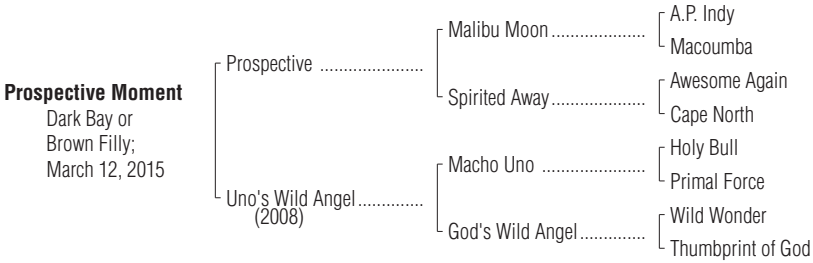 Prospective Moment
Dark Bay or
Brown Filly;
March 12, 2015
Prospective ......................
Uno's Wild Angel..............
(2008)
Malibu Moon....................
Spirited Away....................
Macho Uno ......................
God's Wild Angel..............
A.P. Indy
Macoumba
Awesome Again
Cape North
Holy Bull
Primal Force
Wild Wonder
Thumbprint of God